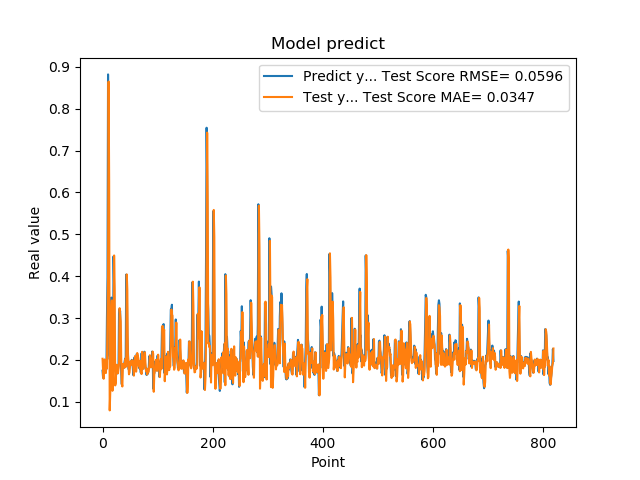 Model predict
Predict y... Test Score RMSE= 0.0596
Test y... Test Score MAE= 0.0347
Real value
0.9
0.8
0.7
0.6
0.5
0.4
0.3
0.2
0.1
0
200
400
600
800
Point